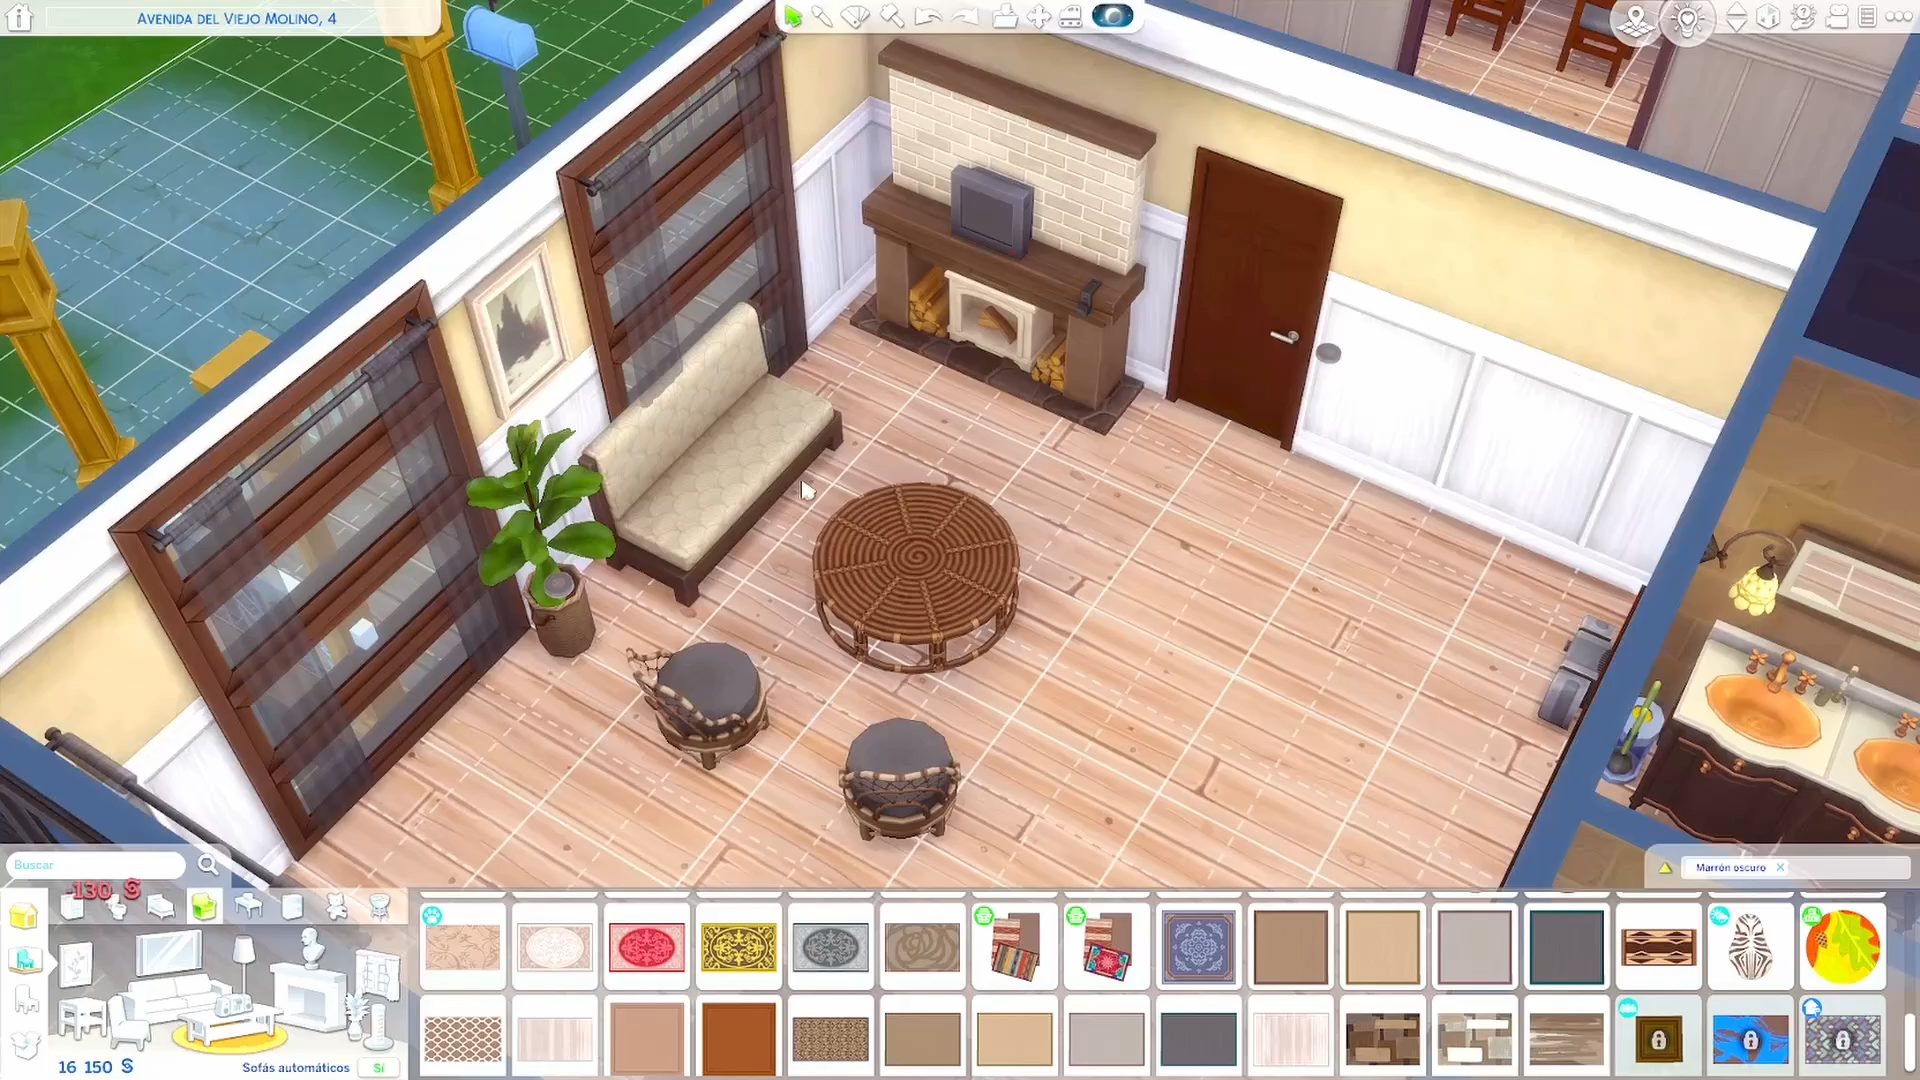 AVENIDA DEL VIEJO MOLINO, 4
Buscar
-130 $
Marrón oscuro ×
16 150 $
Sofás automáticos Sí